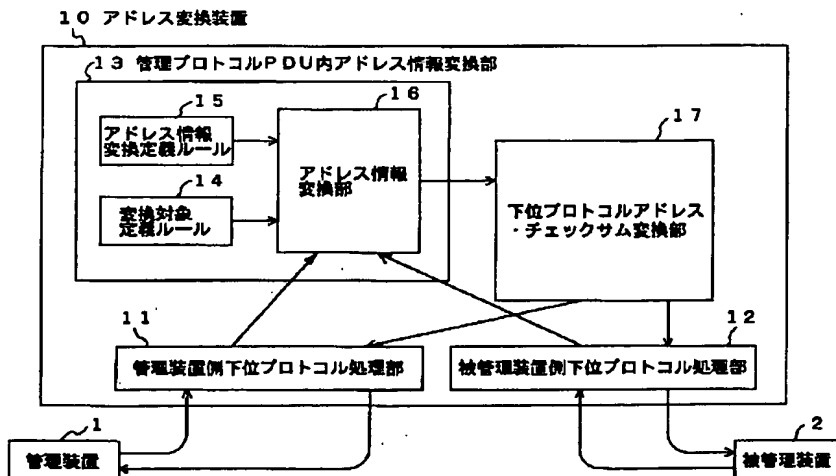 10 アドレス変換装置
13 管理プロトコルPDU内アドレス情報変換部
15
アドレス情報
変換定義ルール
14
変換対象
定義ルール
16
アドレス情報
変換部
17
下位プロトコルアドレス
・チェックサム変換部
11
管理装置側下位プロトコル処理部
12
被管理装置側下位プロトコル処理部
1
管理装置
2
被管理装置